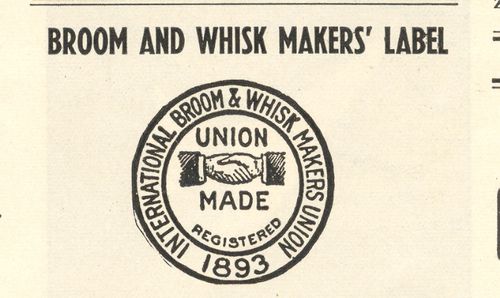 BROOM AND WHISK MAKERS' LABEL
INTERNATIONAL BROOM & WHISK MAKERS UNION
UNION
MADE
REGISTERED
1893